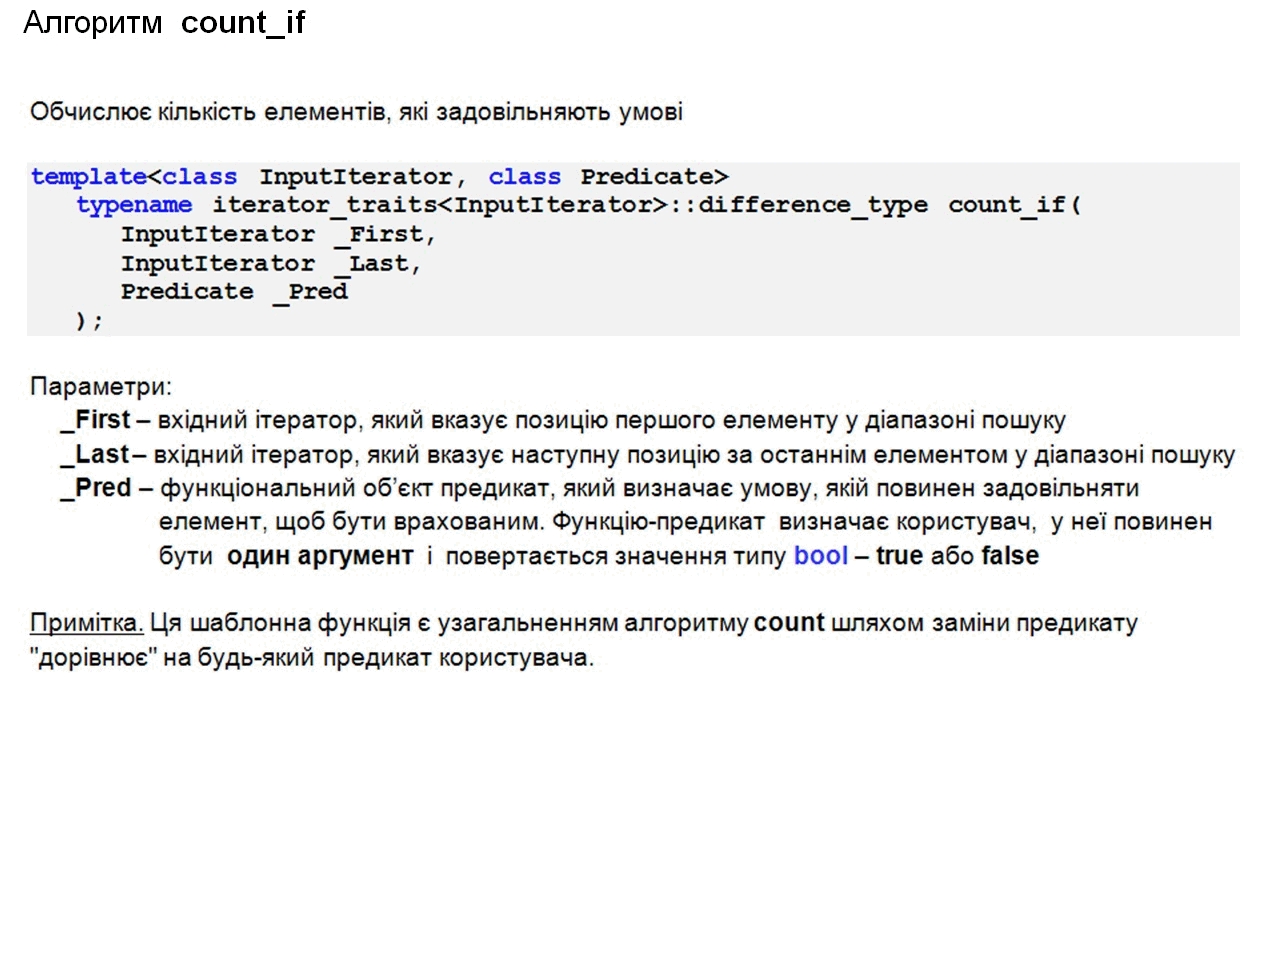 Алгоритм count_if
Обчислює кількість елементів, які задовільняють умові
template<class InputIterator, class Predicate>
typename iterator_traits<InputIterator>::difference_type count_if(
InputIterator _First,
InputIterator _Last,
Predicate _Pred
);
Параметри:
_First – вхідний ітератор, який вказує позицію першого елементу у діапазоні пошуку
_Last – вхідний ітератор, який вказує наступну позицію за останнім елементом у діапазоні пошуку
_Pred – функціональний об’єкт предикат, який визначає умову, якій повинен задовільняти
елемент, щоб бути врахованим. Функцію-предикат визначає користувач, у неї повинен
бути один аргумент і повертається значення типу bool – true або false
Примітка. Ця шаблонна функція є узагальненням алгоритму count шляхом заміни предикату
"дорівнює" на будь-який предикат користувача.